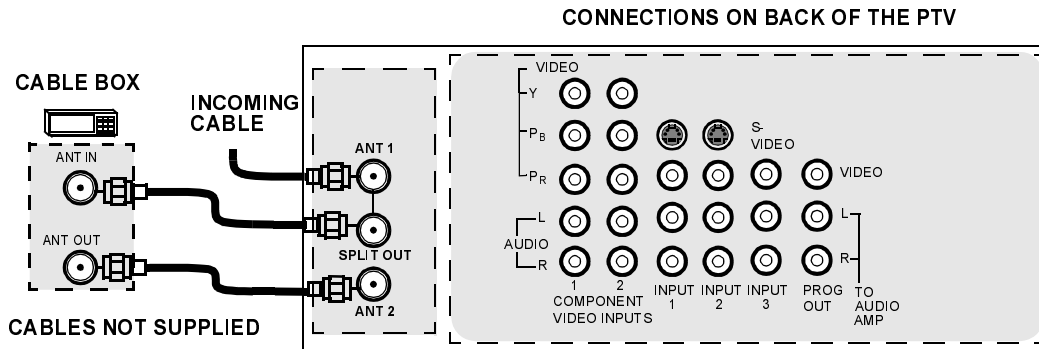 CONNECTIONS ON BACK OF THE PTV
CABLE BOX
INCOMING
CABLE
ANT IN
ANT OUT
CABLES NOT SUPPLIED
ANT 1
SPLIT OUT
ANT 2
VIDEO
Y
PB
PR
S-
VIDEO
VIDEO
AUDIO
L
R
L
R
1
2
COMPONENT
VIDEO INPUTS
INPUT
1
INPUT
2
INPUT
3
PROG
OUT
TO
AUDIO
AMP